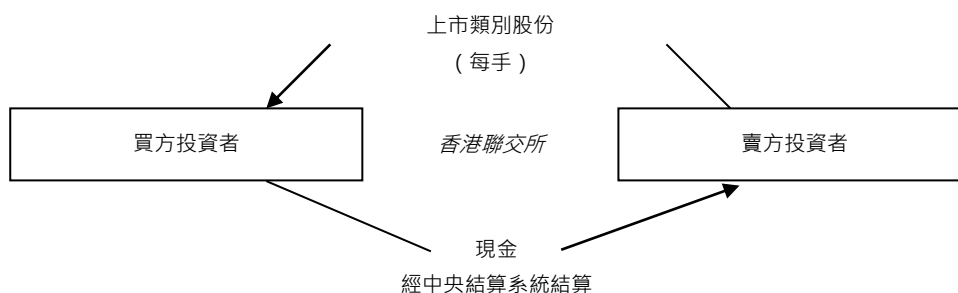 上市類別股份
（每手）
買方投資者
香港聯交所
賣方投資者
現金
經中央結算系統結算